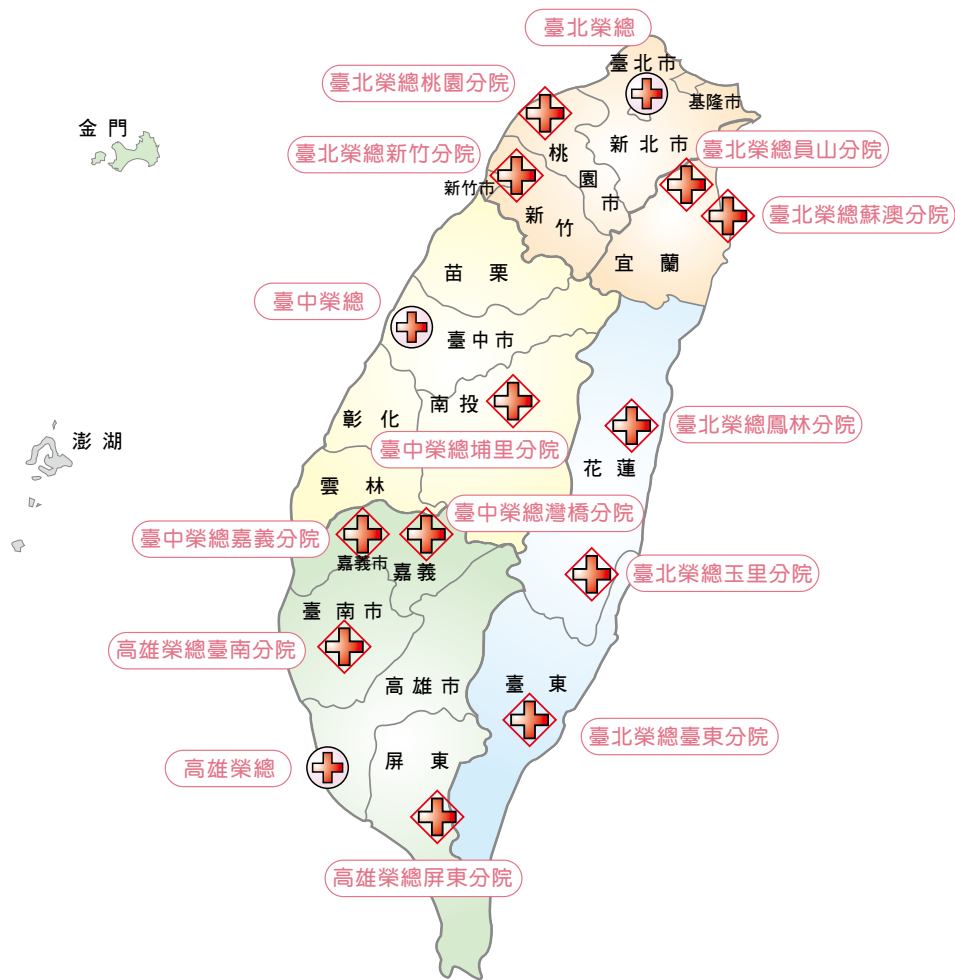 臺北榮總
臺北市
臺北榮總桃園分院
基隆市
金門
新北市
臺北榮總員山分院
臺北榮總新竹分院
桃園市
新竹市
新竹
臺北榮總蘇澳分院
宜蘭
苗栗
臺中榮總
臺中市
南投
彰化
臺北榮總鳳林分院
澎湖
臺中榮總埔里分院
花蓮
雲林
臺中榮總灣橋分院
臺中榮總嘉義分院
嘉義市
嘉義
臺北榮總玉里分院
臺南市
高雄榮總臺南分院
高雄市
臺東
臺北榮總臺東分院
屏東
高雄榮總
高雄榮總屏東分院